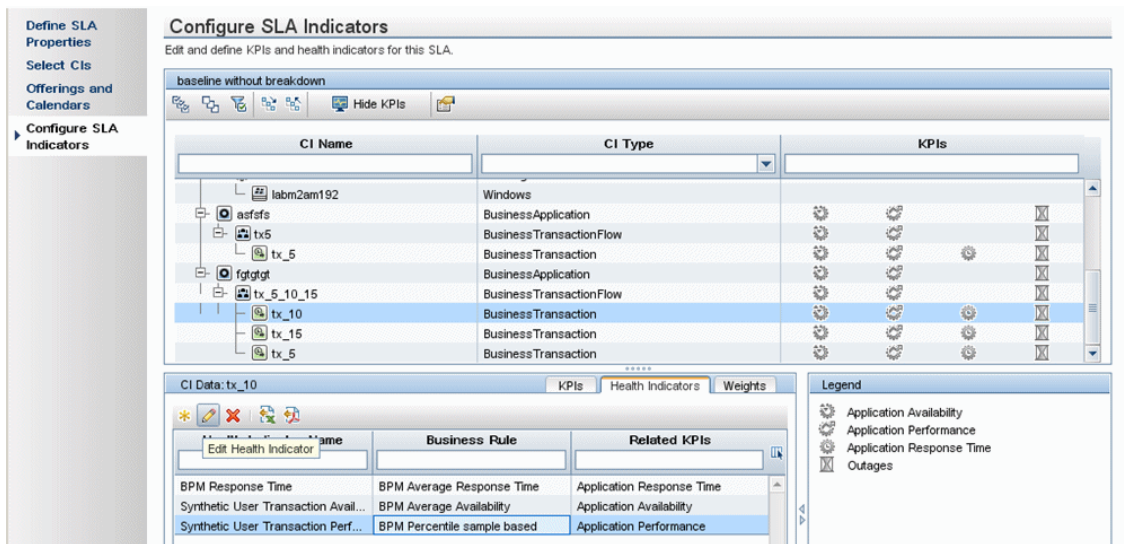 Define SLA
Properties
Select CIs
Offerings and
Calendars
Configure SLA
Indicators
Configure SLA Indicators
Edit and define KPIs and health indicators for this SLA.
baseline without breakdown
Hide KPIs
CI Name CI Type KPIs
labm2am192 Windows
asfsfs BusinessApplication
tx5 BusinessTransactionFlow
tx_5 BusinessTransaction
fgtgtgt BusinessApplication
tx_5_10_15 BusinessTransactionFlow
tx_10 BusinessTransaction
tx_15 BusinessTransaction
tx_5 BusinessTransaction
CI Data: tx_10 KPIs Health Indicators Weights
Name Business Rule Related KPIs
Edit Health Indicator
BPM Response Time BPM Average Response Time Application Response Time
Synthetic User Transaction Avail... BPM Average Availability Application Availability
Synthetic User Transaction Perf... BPM Percentile sample based Application Performance
Legend
Application Availability
Application Performance
Application Response Time
Outages